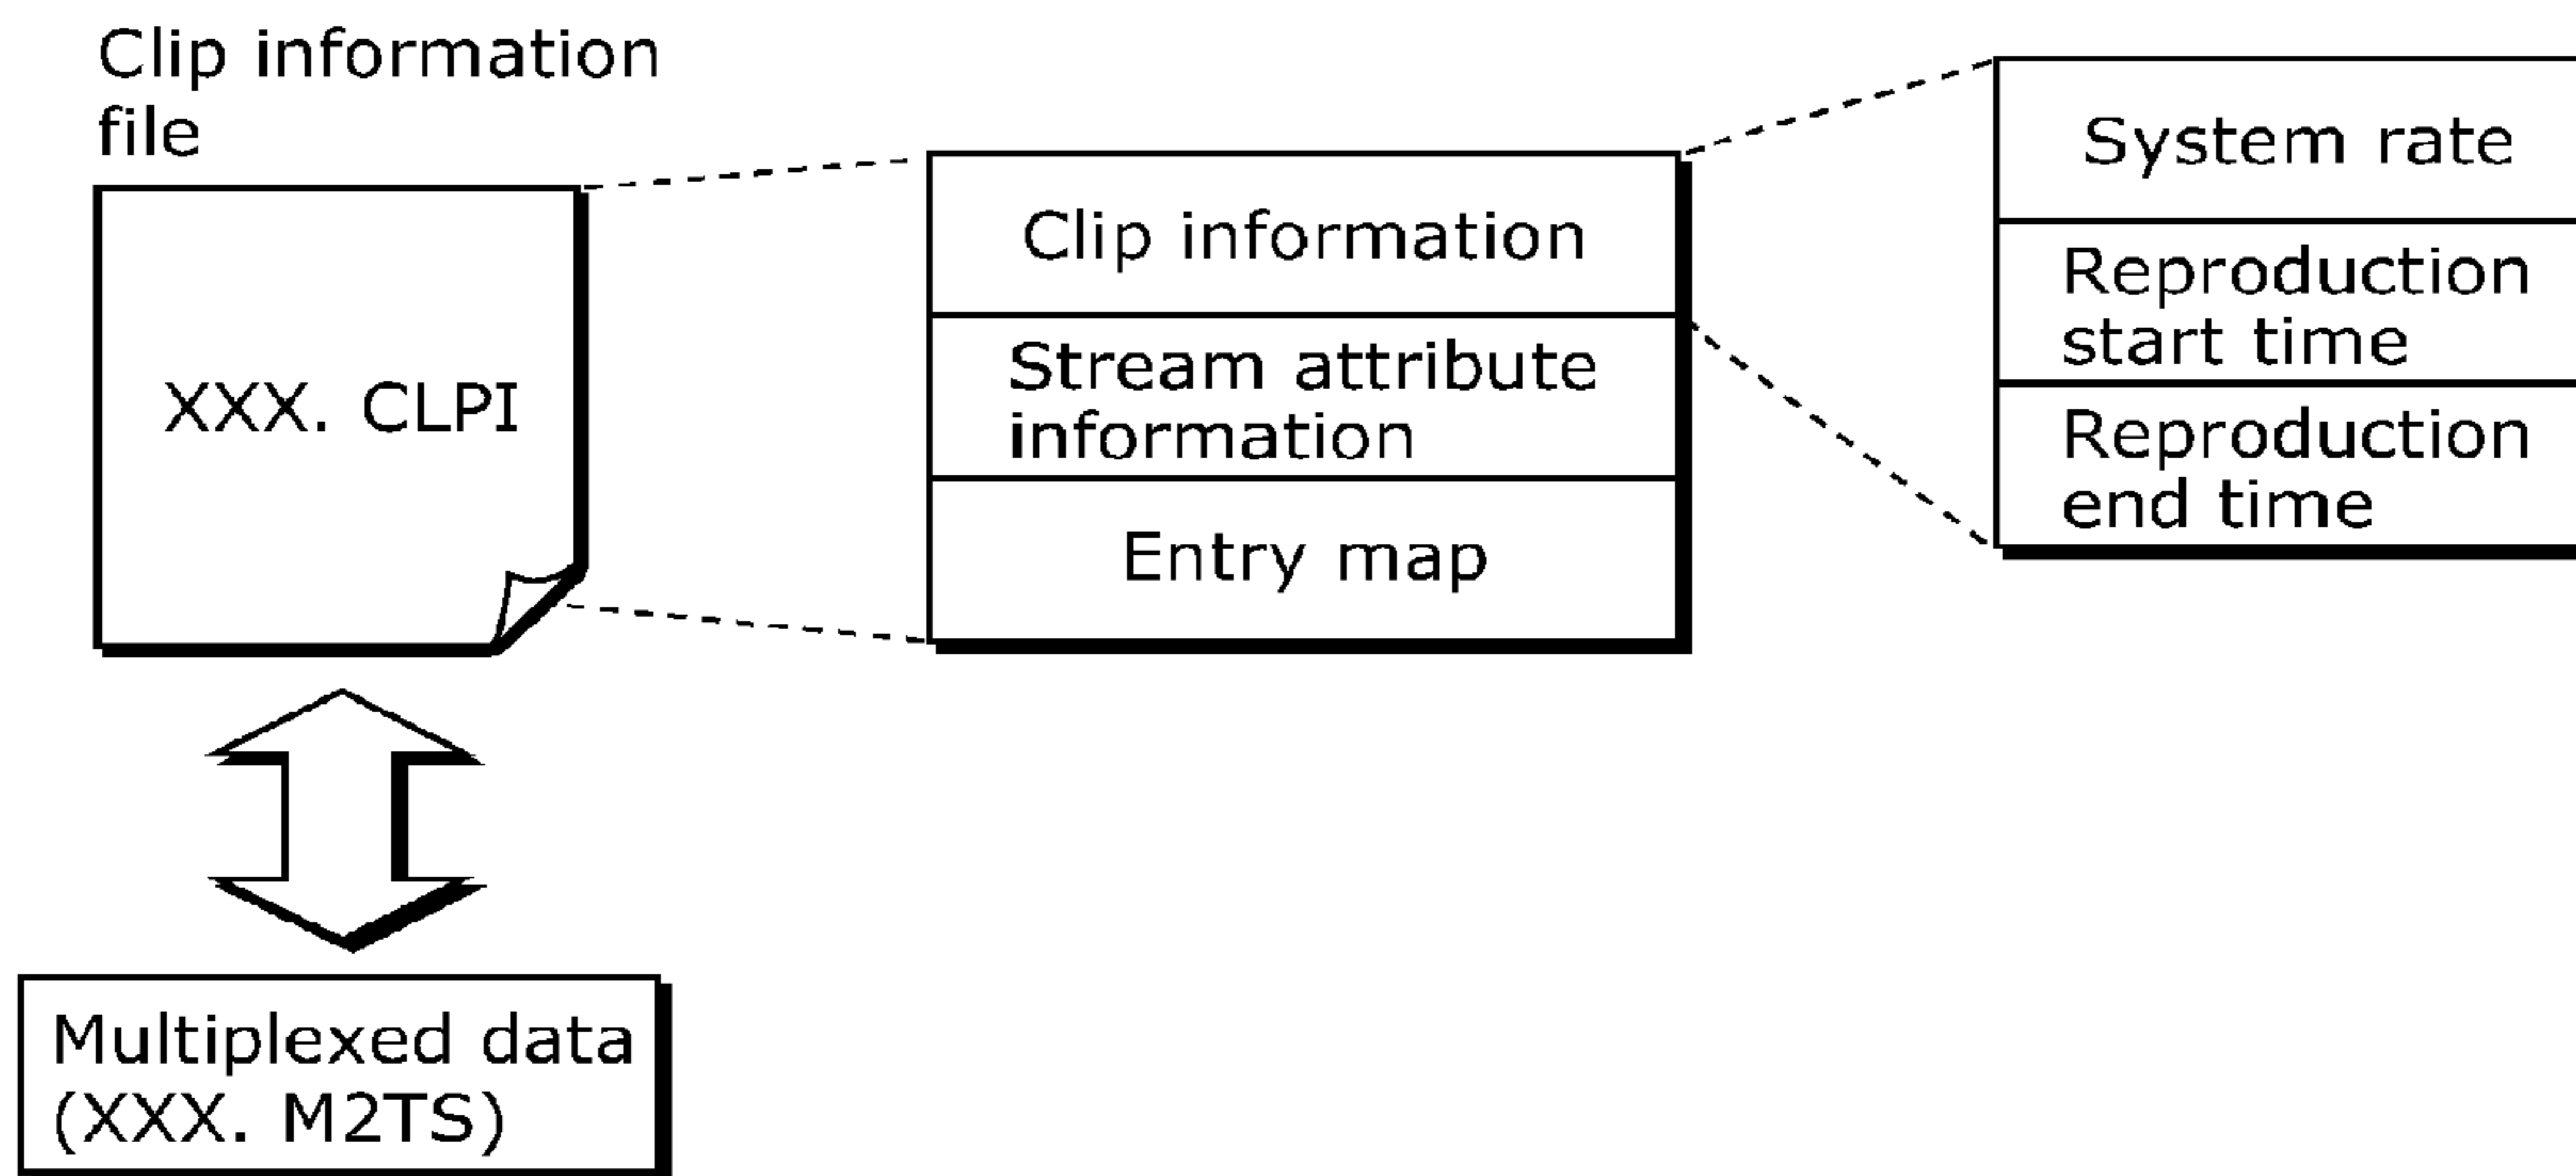 Clip information
file
XXX. CLPI
Multiplexed data
(XXX. M2TS)
Clip information
Stream attribute
information
Entry map
System rate
Reproduction
start time
Reproduction
end time